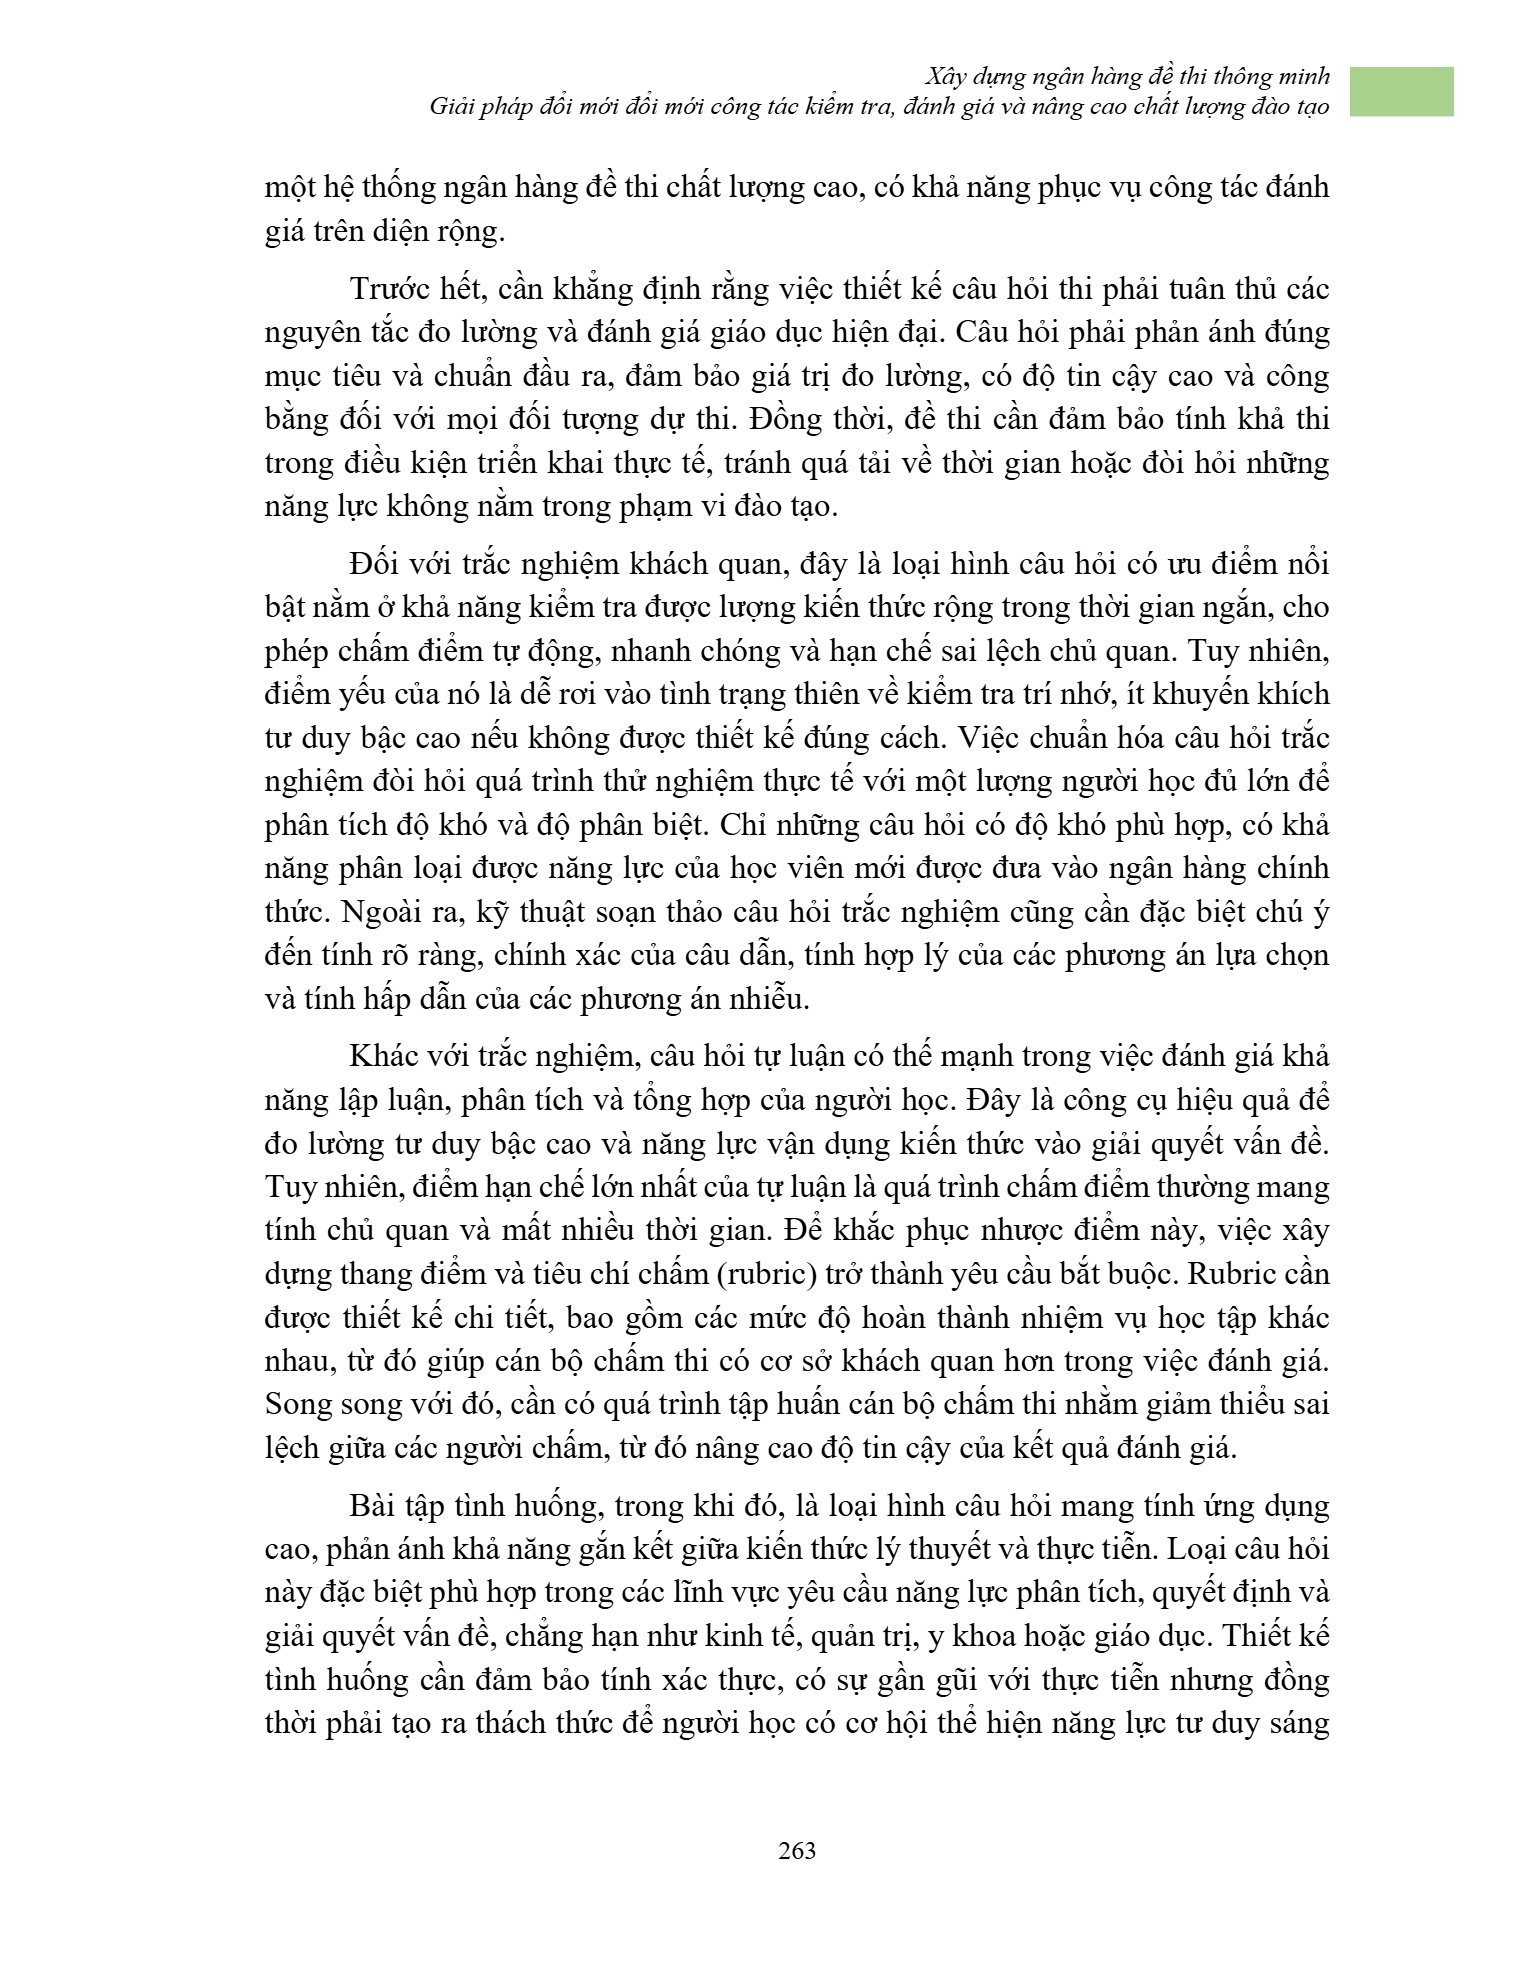 Xây dựng ngân hàng đề thi thông minh
Giải pháp đổi mới đổi mới công tác kiểm tra, đánh giá và nâng cao chất lượng đào tạo
một hệ thống ngân hàng đề thi chất lượng cao, có khả năng phục vụ công tác đánh
giá trên diện rộng.
Trước hết, cần khẳng định rằng việc thiết kế câu hỏi thi phải tuân thủ các
nguyên tắc đo lường và đánh giá giáo dục hiện đại. Câu hỏi phải phản ánh đúng
mục tiêu và chuẩn đầu ra, đảm bảo giá trị đo lường, có độ tin cậy cao và công
bằng đối với mọi đối tượng dự thi. Đồng thời, đề thi cần đảm bảo tính khả thi
trong điều kiện triển khai thực tế, tránh quá tải về thời gian hoặc đòi hỏi những
năng lực không nằm trong phạm vi đào tạo.
Đối với trắc nghiệm khách quan, đây là loại hình câu hỏi có ưu điểm nổi
bật nằm ở khả năng kiểm tra được lượng kiến thức rộng trong thời gian ngắn, cho
phép chấm điểm tự động, nhanh chóng và hạn chế sai lệch chủ quan. Tuy nhiên,
điểm yếu của nó là dễ rơi vào tình trạng thiên về kiểm tra trí nhớ, ít khuyến khích
tư duy bậc cao nếu không được thiết kế đúng cách. Việc chuẩn hóa câu hỏi trắc
nghiệm đòi hỏi quá trình thử nghiệm thực tế với một lượng người học đủ lớn để
phân tích độ khó và độ phân biệt. Chỉ những câu hỏi có độ khó phù hợp, có khả
năng phân loại được năng lực của học viên mới được đưa vào ngân hàng chính
thức. Ngoài ra, kỹ thuật soạn thảo câu hỏi trắc nghiệm cũng cần đặc biệt chú ý
đến tính rõ ràng, chính xác của câu dẫn, tính hợp lý của các phương án lựa chọn
và tính hấp dẫn của các phương án nhiễu.
Khác với trắc nghiệm, câu hỏi tự luận có thế mạnh trong việc đánh giá khả
năng lập luận, phân tích và tổng hợp của người học. Đây là công cụ hiệu quả để
đo lường tư duy bậc cao và năng lực vận dụng kiến thức vào giải quyết vấn đề.
Tuy nhiên, điểm hạn chế lớn nhất của tự luận là quá trình chấm điểm thường mang
tính chủ quan và mất nhiều thời gian. Để khắc phục nhược điểm này, việc xây
dựng thang điểm và tiêu chí chấm (rubric) trở thành yêu cầu bắt buộc. Rubric cần
được thiết kế chi tiết, bao gồm các mức độ hoàn thành nhiệm vụ học tập khác
nhau, từ đó giúp cán bộ chấm thi có cơ sở khách quan hơn trong việc đánh giá.
Song song với đó, cần có quá trình tập huấn cán bộ chấm thi nhằm giảm thiểu sai
lệch giữa các người chấm, từ đó nâng cao độ tin cậy của kết quả đánh giá.
Bài tập tình huống, trong khi đó, là loại hình câu hỏi mang tính ứng dụng
cao, phản ánh khả năng gắn kết giữa kiến thức lý thuyết và thực tiễn. Loại câu hỏi
này đặc biệt phù hợp trong các lĩnh vực yêu cầu năng lực phân tích, quyết định và
giải quyết vấn đề, chẳng hạn như kinh tế, quản trị, y khoa hoặc giáo dục. Thiết kế
tình huống cần đảm bảo tính xác thực, có sự gần gũi với thực tiễn nhưng đồng
thời phải tạo ra thách thức để người học có cơ hội thể hiện năng lực tư duy sáng
263